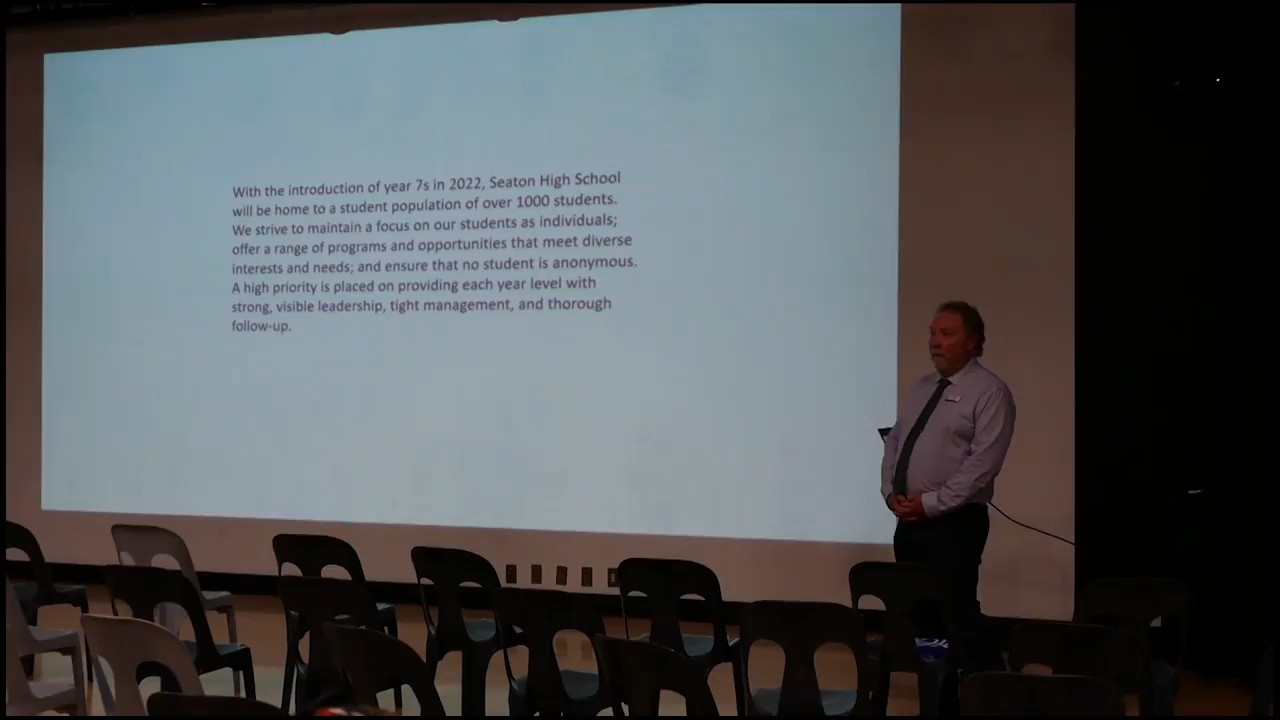 With the introduction of year 7s in 2022, Seaton High School
will be home to a student population of over 1000 students.
We strive to maintain a focus on our students as individuals;
offer a range of programs and opportunities that meet diverse
interests and needs; and ensure that no student is anonymous.
A high priority is placed on providing each year level with
strong, visible leadership, tight management, and thorough
follow-up.